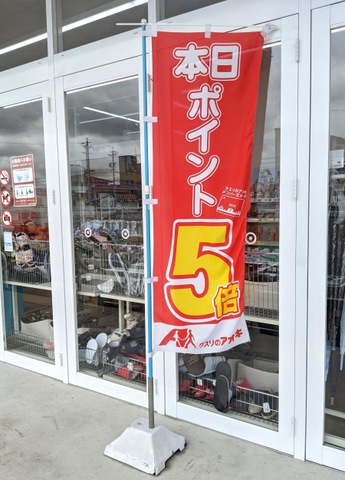 本日
ポイント
5倍
クスリのアオキ